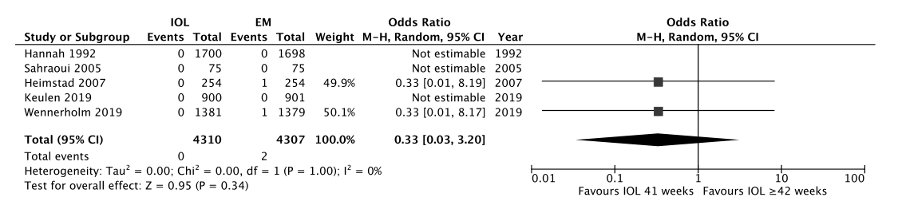 IOL EM Odds Ratio Odds Ratio
Study or Subgroup Events Total Events Total Weight M-H, Random, 95% CI Year M-H, Random, 95% CI
Hannah 1992 0 1700 0 1698 Not estimable 1992
Sahraoui 2005 0 75 0 75 Not estimable 2005
Heimstad 2007 0 254 1 254 49.9% 0.33 [0.01, 8.19] 2007
Keulen 2019 0 900 0 901 Not estimable 2019
Wennerholm 2019 0 1381 1 1379 50.1% 0.33 [0.01, 8.17] 2019
Total (95% CI) 4310 4307 100.0% 0.33 [0.03, 3.20]
Total events 0 2
Heterogeneity: Tau² = 0.00; Chi² = 0.00, df = 1 (P = 1.00); I² = 0%
Test for overall effect: Z = 0.95 (P = 0.34)
0.01 0.1 1 10 100
Favours IOL 41 weeks Favours IOL ≥42 weeks